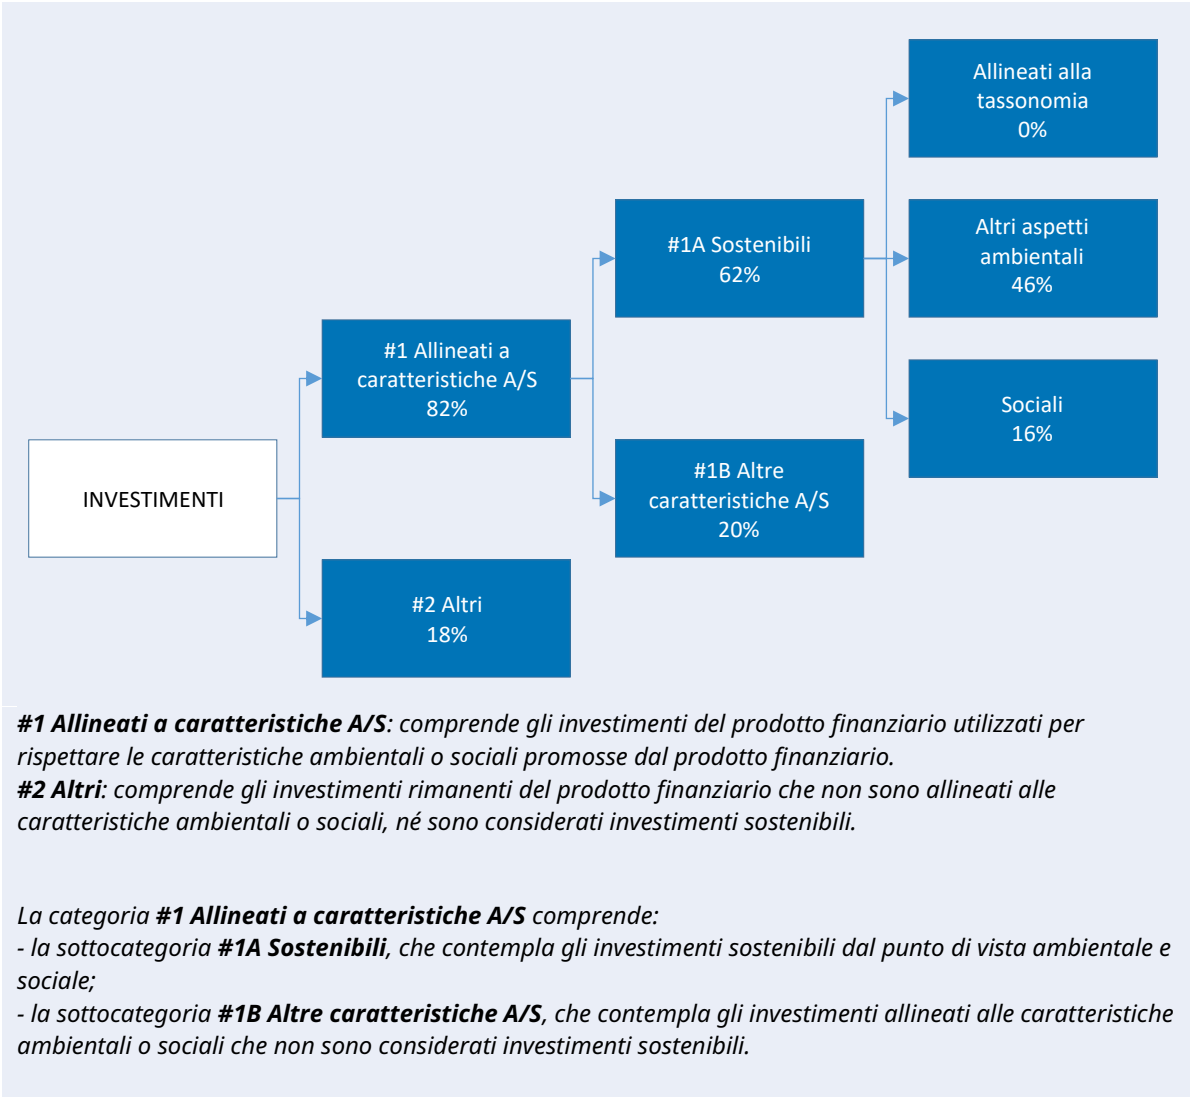 Allineati alla
tassonomia
0%
Altri aspetti
ambientali
46%
#1A Sostenibili
62%
#1 Allineati a
caratteristiche A/S
82%
Sociali
16%
INVESTIMENTI
#1B Altre
caratteristiche A/S
20%
#2 Altri
18%
#1 Allineati a caratteristiche A/S: comprende gli investimenti del prodotto finanziario utilizzati per
rispettare le caratteristiche ambientali o sociali promosse dal prodotto finanziario.
#2 Altri: comprende gli investimenti rimanenti del prodotto finanziario che non sono allineati alle
caratteristiche ambientali o sociali, né sono considerati investimenti sostenibili.
La categoria #1 Allineati a caratteristiche A/S comprende:
- la sottocategoria #1A Sostenibili, che contempla gli investimenti sostenibili dal punto di vista ambientale e
sociale;
- la sottocategoria #1B Altre caratteristiche A/S, che contempla gli investimenti allineati alle caratteristiche
ambientali o sociali che non sono considerati investimenti sostenibili.